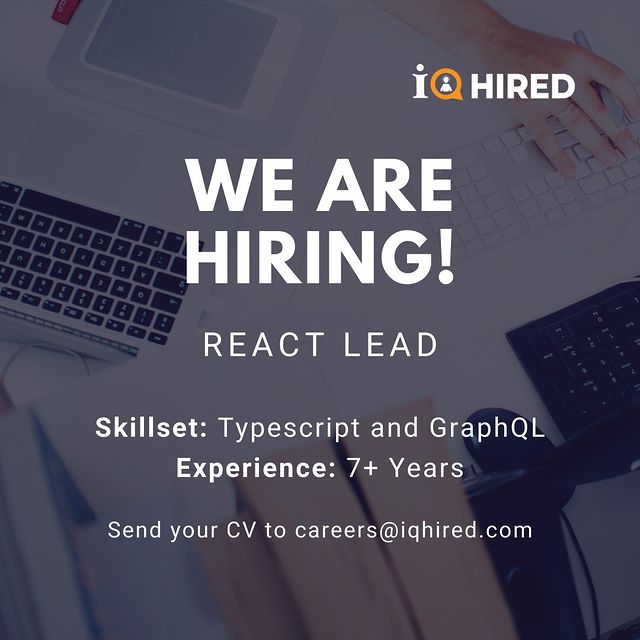 iQ HIRED
WE ARE
HIRING!
REACT LEAD
Skillset: Typescript and GraphQL
Experience: 7+ Years
Send your CV to careers@iqhired.com